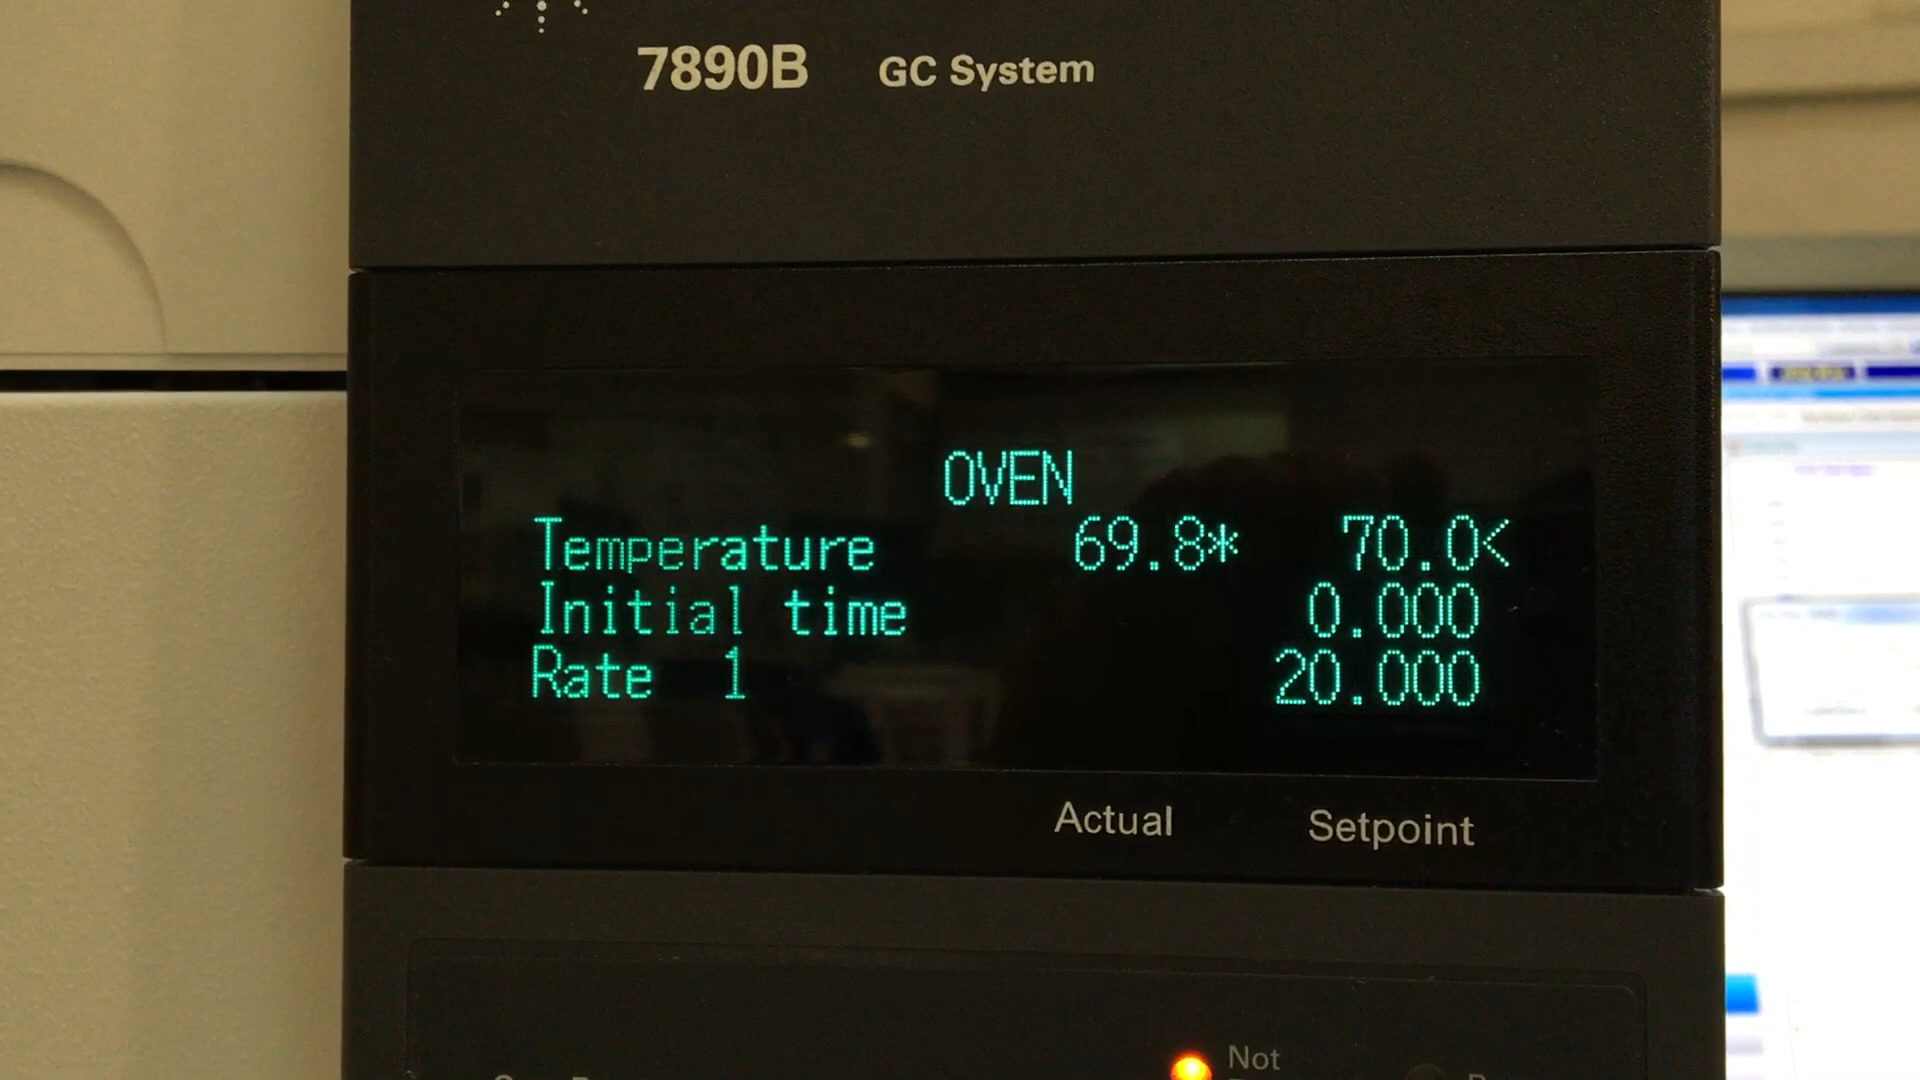 7890B GC System
OVEN
Temperature 69.8* 70.0<
Initial time 0.000
Rate 1 20.000
Actual Setpoint
Not